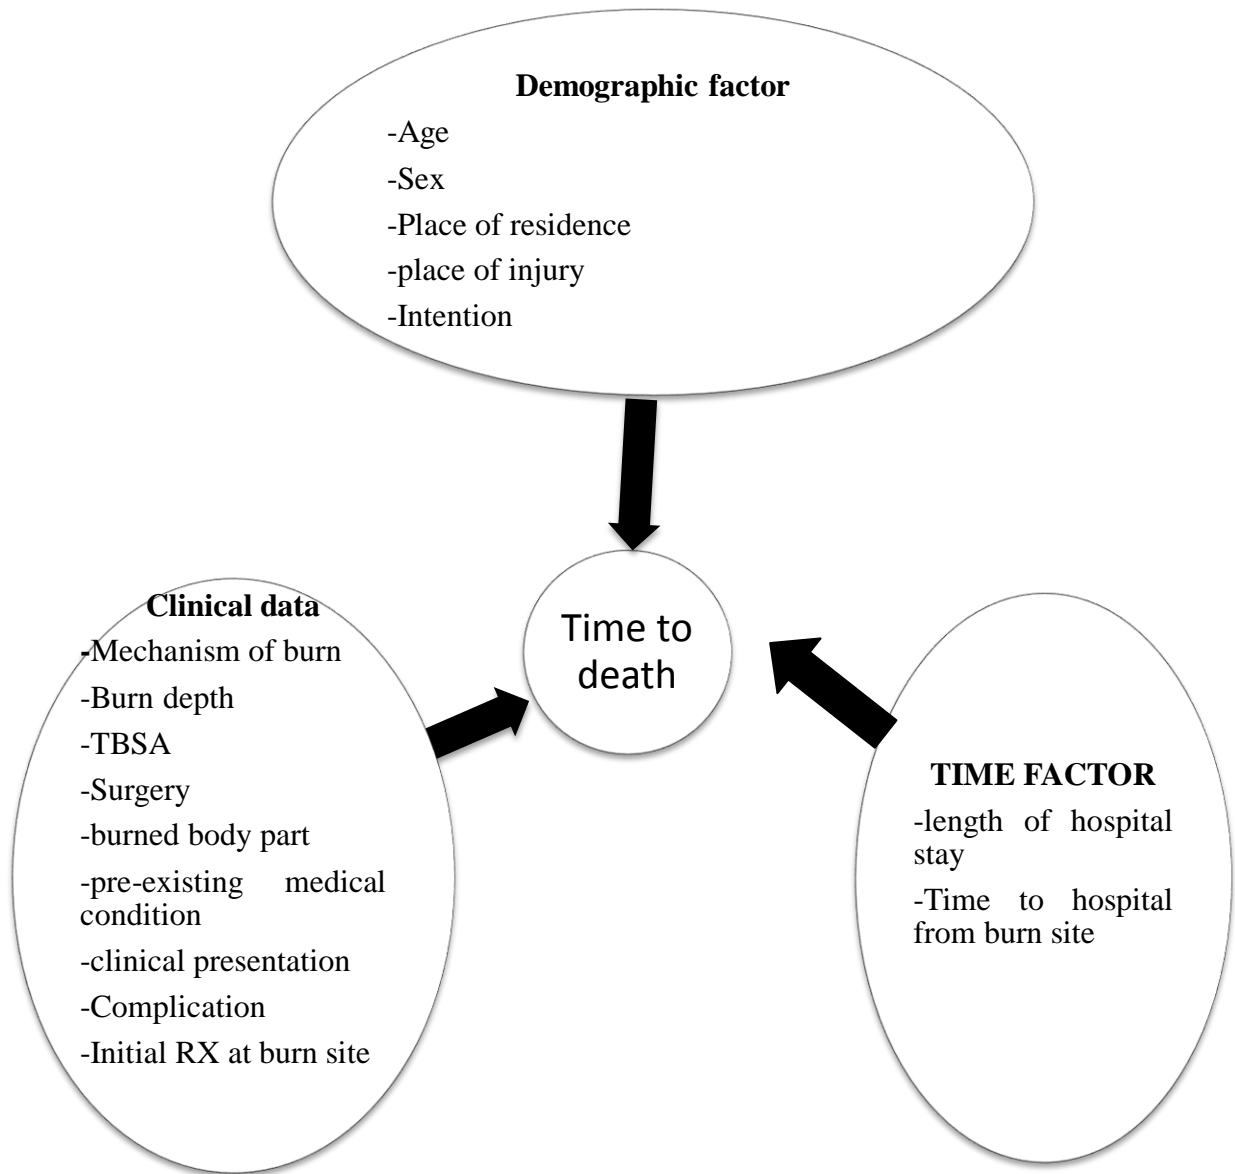 Demographic factor
-Age
-Sex
-Place of residence
-place of injury
-Intention
Time to
death
Clinical data
-Mechanism of burn
-Burn depth
-TBSA
-Surgery
-burned body part
-pre-existing medical
condition
-clinical presentation
-Complication
-Initial RX at burn site
TIME FACTOR
-length of hospital
stay
-Time to hospital
from burn site